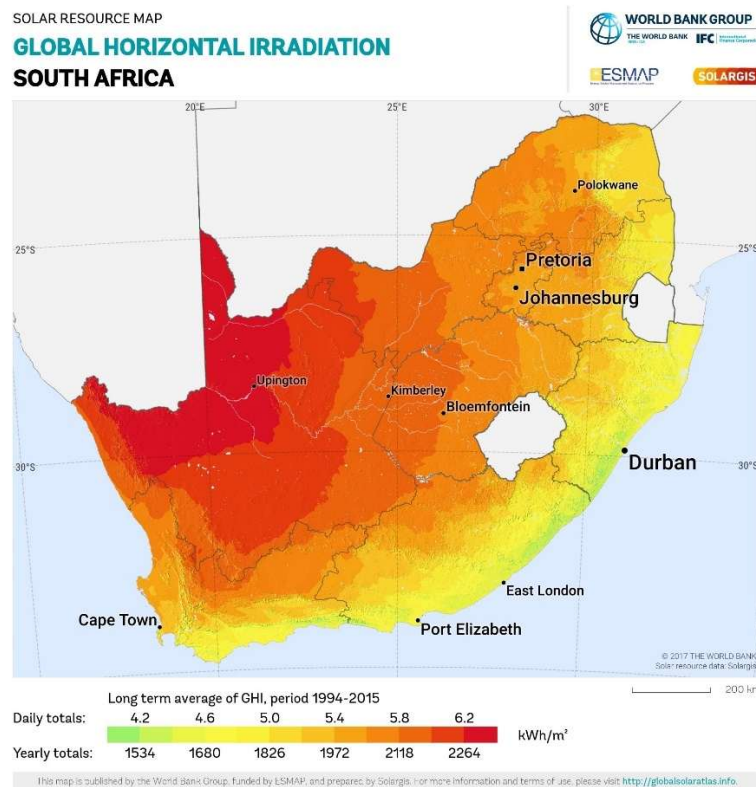 SOLAR RESOURCE MAP
GLOBAL HORIZONTAL IRRADIATION
SOUTH AFRICA
WORLD BANK GROUP
THE WORLD BANK
IFC
ESMAP
SOLARGIS
20°E
25°E
30°E
Polokwane
25°S
25°S
Pretoria
Johannesburg
Upington
Kimberley
Bloemfontein
30°S
30°S
Durban
East London
Cape Town
Port Elizabeth
© 2017 THE WORLD BANK
Solar resource data: Solargis
200 km
Long term average of GHI, period 1994-2015
Daily totals: 4.2 4.6 5.0 5.4 5.8 6.2
kWh/m²
Yearly totals: 1534 1680 1826 1972 2118 2264
This map is published by the World Bank Group, funded by ESMAP, and prepared by Solargis. For more information and terms of use, please visit http://globalsolaratlas.info.